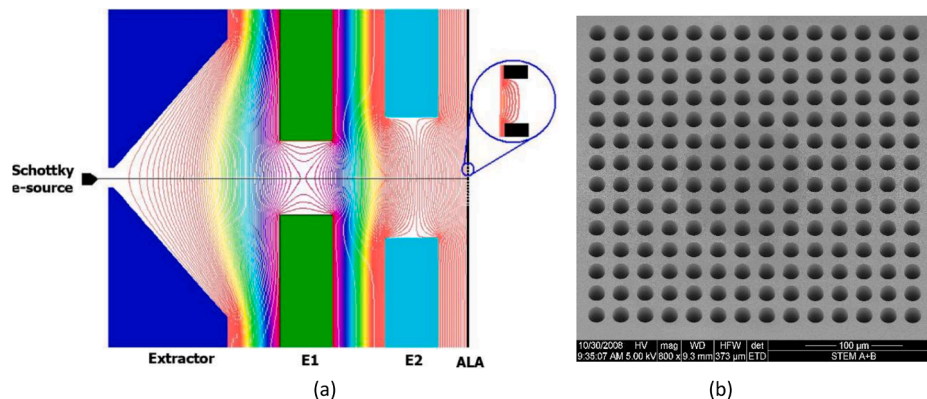 Schottky
e-source
Extractor
E1
E2
ALA
(a)
10/30/2008 HV mag WD HFW det 100 µm
9:35:07 AM 5.00 kV 800 x 9.3 mm 373 µm ETD STEM A+B
(b)